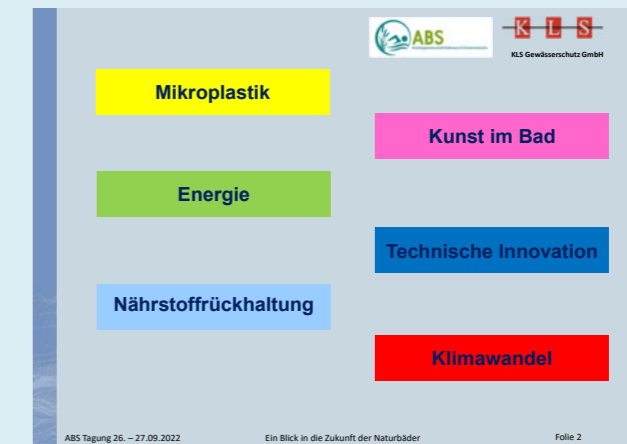 ABS
K L S
KLS Gewässerschutz GmbH
Mikroplastik
Kunst im Bad
Energie
Technische Innovation
Nährstoffrückhaltung
Klimawandel
ABS Tagung 26. – 27.09.2022
Ein Blick in die Zukunft der Naturbäder
Folie 2